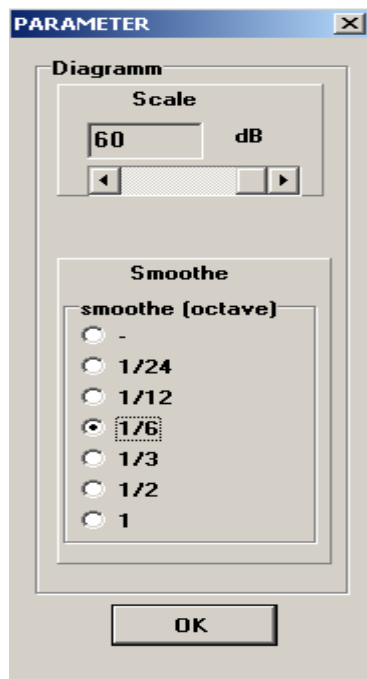 PARAMETER
Diagramm
Scale
60 dB
Smoothe
smoothe (octave)
-
1/24
1/12
1/6
1/3
1/2
1
OK